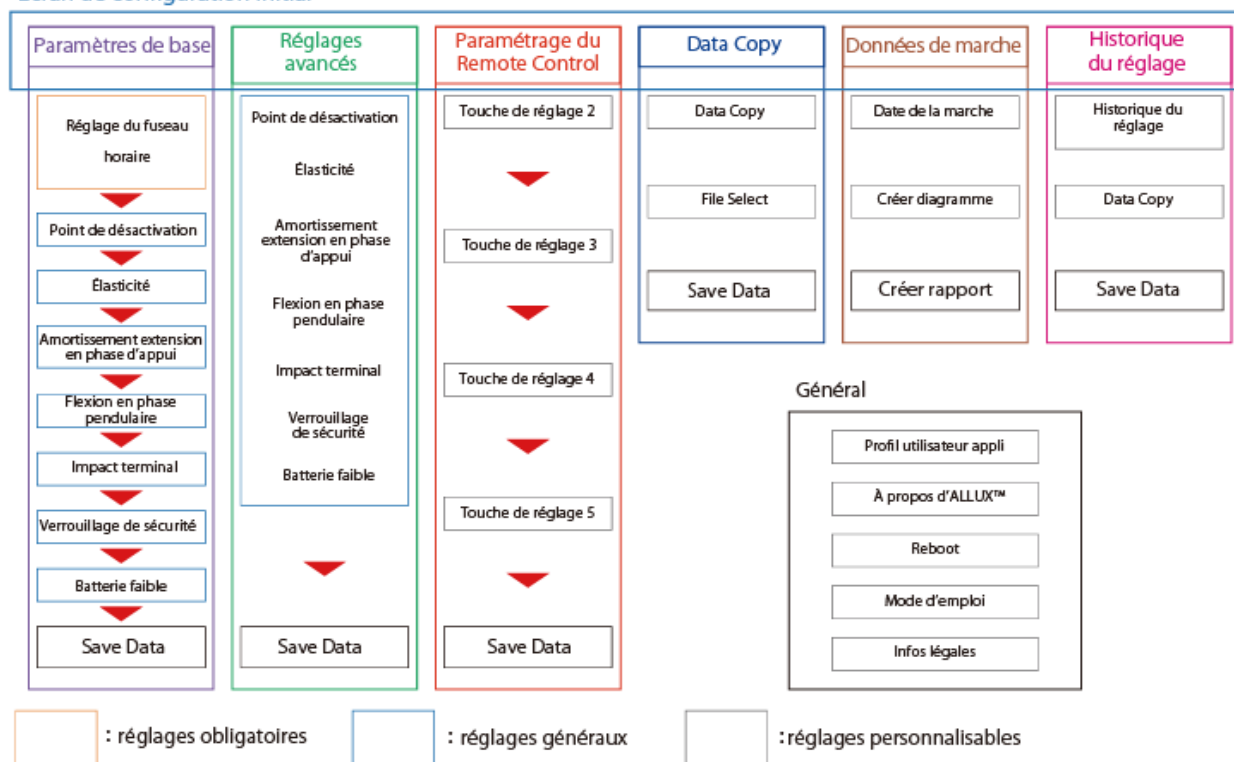 Écran de configuration initial
Paramètres de base
Réglage du fuseau
horaire
Point de désactivation
Élasticité
Amortissement extension
en phase d'appui
Flexion en phase
pendulaire
Impact terminal
Verrouillage de sécurité
Batterie faible
Save Data
Réglages
avancés
Point de désactivation
Élasticité
Amortissement
extension en phase
d'appui
Flexion en phase
pendulaire
Impact terminal
Verrouillage
de sécurité
Batterie faible
Save Data
Paramétrage du
Remote Control
Touche de réglage 2
Touche de réglage 3
Touche de réglage 4
Touche de réglage 5
Save Data
Data Copy
Data Copy
File Select
Save Data
Données de marche
Date de la marche
Créer diagramme
Créer rapport
Historique
du réglage
Historique du
réglage
Data Copy
Save Data
Général
Profil utilisateur appli
À propos d'ALLUX™
Reboot
Mode d'emploi
Infos légales
: réglages obligatoires
: réglages généraux
: réglages personnalisables